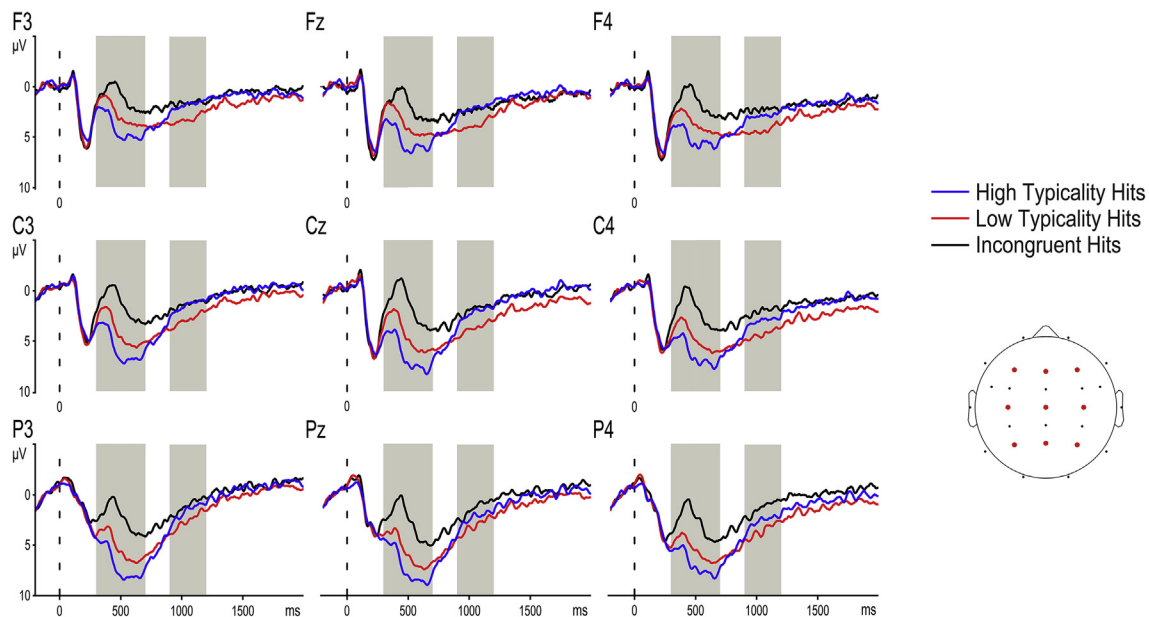 F3 Fz F4
µV
0
5
10
0 0 0
High Typicality Hits
Low Typicality Hits
Incongruent Hits
C3 Cz C4
µV
0
5
10
0
P3 Pz P4
µV
0
5
10
0 500 1000 1500 ms 0 500 1000 1500 ms 0 500 1000 1500 ms